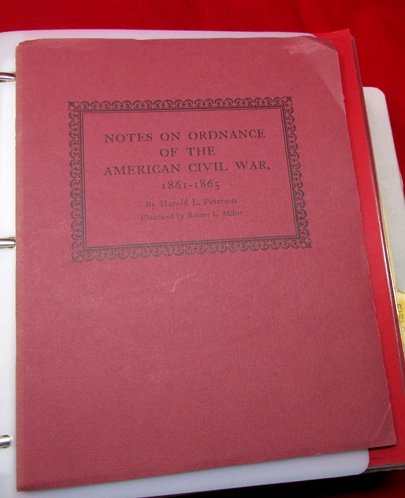 NOTES ON ORDNANCE
OF THE
AMERICAN CIVIL WAR,
1861-1865
By Harold L. Peterson
Illustrated by Robert L. Miller